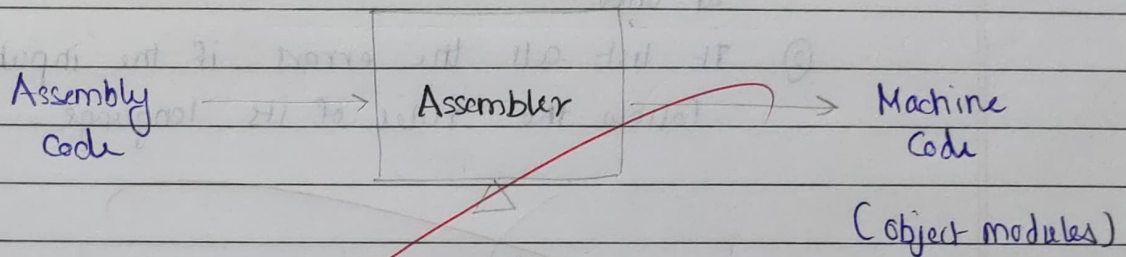 Assembly
Code
Assembler
Machine
Code
(object modules)